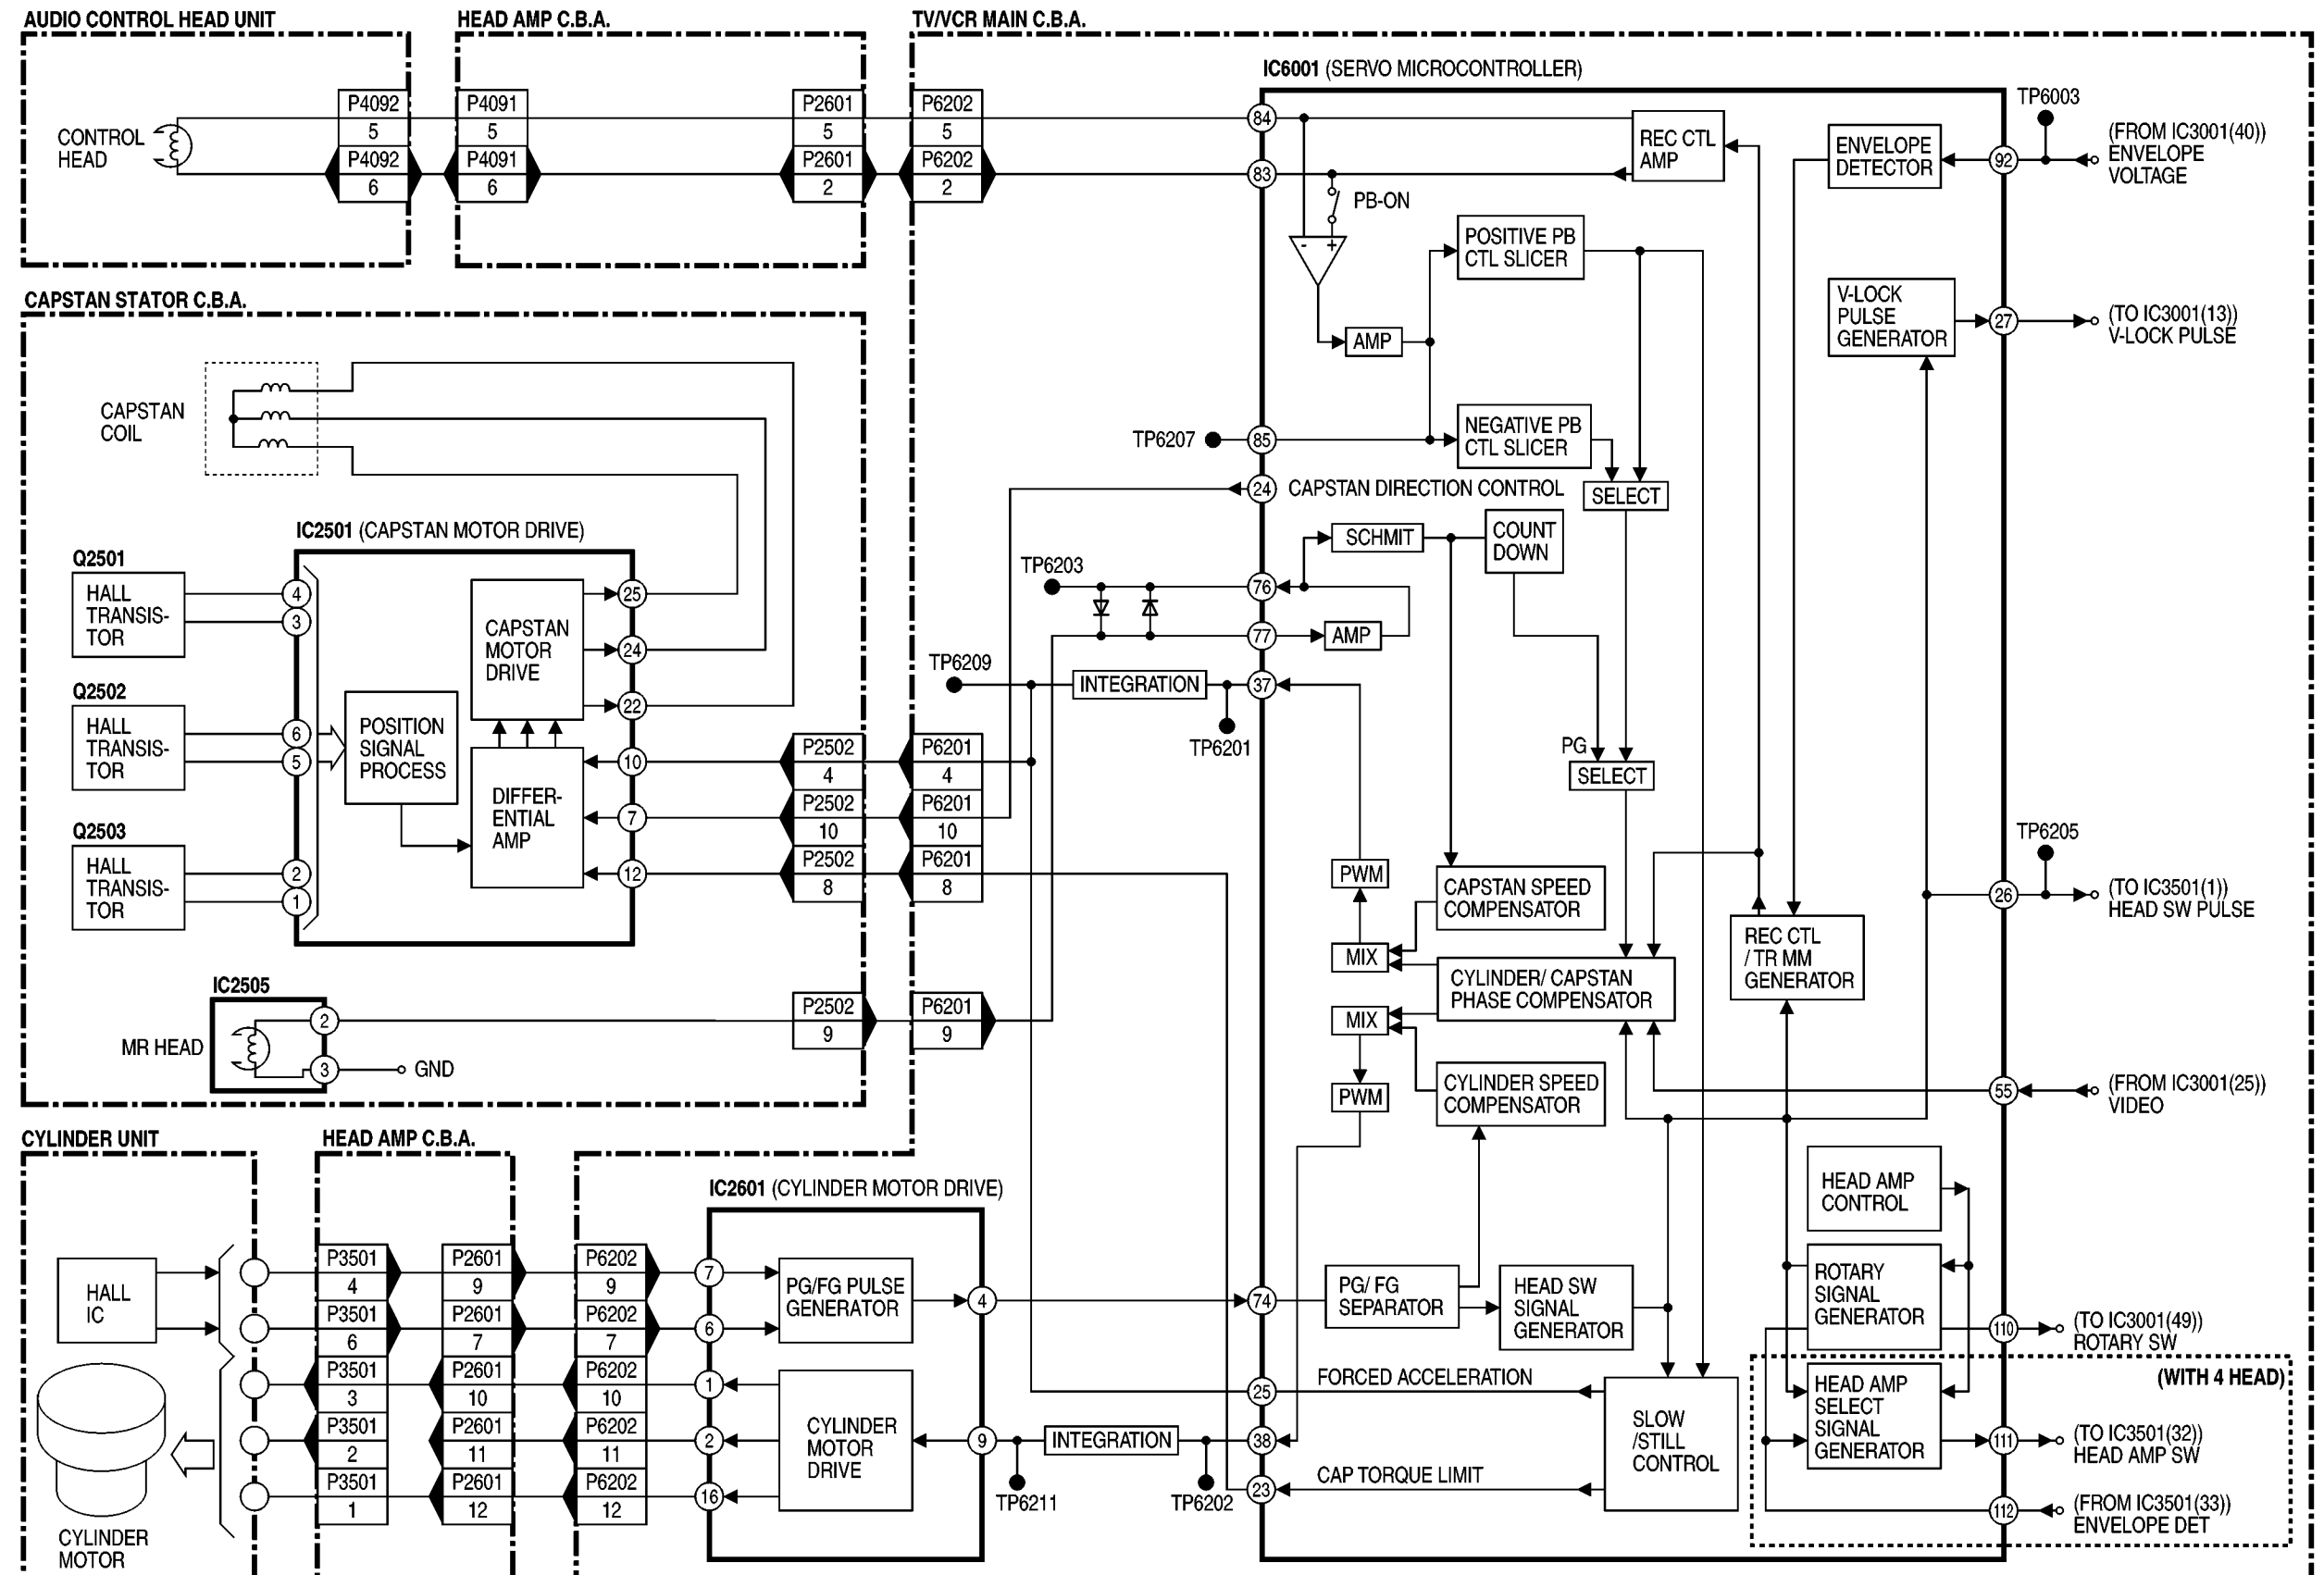 AUDIO CONTROL HEAD UNIT
HEAD AMP C.B.A.
TV/VCR MAIN C.B.A.
IC6001 (SERVO MICROCONTROLLER)
CONTROL
HEAD
P4092
5
P4092
6
P4091
5
P4091
6
P2601
5
P2601
2
P6202
5
P6202
2
84
83
REC CTL
AMP
PB-ON
-
+
ENVELOPE
DETECTOR
92
TP6003
(FROM IC3001(40))
ENVELOPE
VOLTAGE
POSITIVE PB
CTL SLICER
AMP
V-LOCK
PULSE
GENERATOR
27
(TO IC3001(13))
V-LOCK PULSE
NEGATIVE PB
CTL SLICER
TP6207
85
24
CAPSTAN DIRECTION CONTROL
SELECT
SCHMIT
COUNT
DOWN
TP6203
76
77
AMP
TP6209
INTEGRATION
37
TP6201
PG
SELECT
CAPSTAN STATOR C.B.A.
CAPSTAN
COIL
IC2501 (CAPSTAN MOTOR DRIVE)
Q2501
HALL
TRANSIS-
TOR
4
3
Q2502
HALL
TRANSIS-
TOR
6
5
Q2503
HALL
TRANSIS-
TOR
2
1
POSITION
SIGNAL
PROCESS
CAPSTAN
MOTOR
DRIVE
DIFFER-
ENTIAL
AMP
25
24
22
10
7
12
P2502
4
P2502
10
P2502
8
P6201
4
P6201
10
P6201
8
PWM
MIX
CAPSTAN SPEED
COMPENSATOR
CYLINDER/ CAPSTAN
PHASE COMPENSATOR
MIX
PWM
CYLINDER SPEED
COMPENSATOR
REC CTL
/ TR MM
GENERATOR
TP6205
26
(TO IC3501(1))
HEAD SW PULSE
55
(FROM IC3001(25))
VIDEO
IC2505
MR HEAD
2
3
GND
P2502
9
P6201
9
CYLINDER UNIT
HEAD AMP C.B.A.
IC2601 (CYLINDER MOTOR DRIVE)
HALL
IC
CYLINDER
MOTOR
P3501
4
P3501
6
P3501
3
P3501
2
P3501
1
P2601
9
P2601
7
P2601
10
P2601
11
P2601
12
P6202
9
P6202
7
P6202
10
P6202
11
P6202
12
7
6
1
2
16
PG/FG PULSE
GENERATOR
CYLINDER
MOTOR
DRIVE
4
9
TP6211
INTEGRATION
TP6202
74
25
38
23
PG/ FG
SEPARATOR
HEAD SW
SIGNAL
GENERATOR
FORCED ACCELERATION
CAP TORQUE LIMIT
SLOW
/STILL
CONTROL
HEAD AMP
CONTROL
ROTARY
SIGNAL
GENERATOR
110
(TO IC3001(49))
ROTARY SW
(WITH 4 HEAD)
HEAD AMP
SELECT
SIGNAL
GENERATOR
111
(TO IC3501(32))
HEAD AMP SW
112
(FROM IC3501(33))
ENVELOPE DET